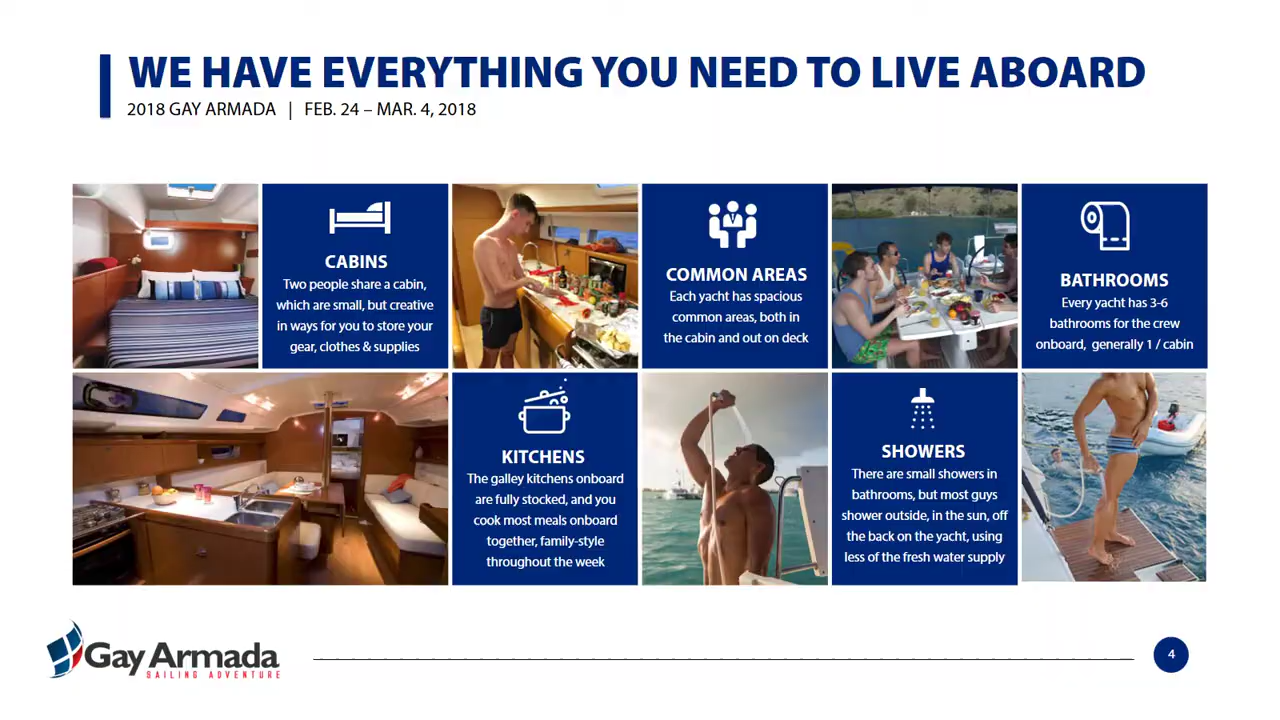 WE HAVE EVERYTHING YOU NEED TO LIVE ABOARD
2018 GAY ARMADA | FEB. 24 – MAR. 4, 2018
CABINS
Two people share a cabin,
which are small, but creative
in ways for you to store your
gear, clothes & supplies
COMMON AREAS
Each yacht has spacious
common areas, both in
the cabin and out on deck
BATHROOMS
Every yacht has 3-6
bathrooms for the crew
onboard, generally 1 / cabin
KITCHENS
The galley kitchens onboard
are fully stocked, and you
cook most meals onboard
together, family-style
throughout the week
SHOWERS
There are small showers in
bathrooms, but most guys
shower outside, in the sun, off
the back on the yacht, using
less of the fresh water supply
Gay Armada
SAILING ADVENTURE
4